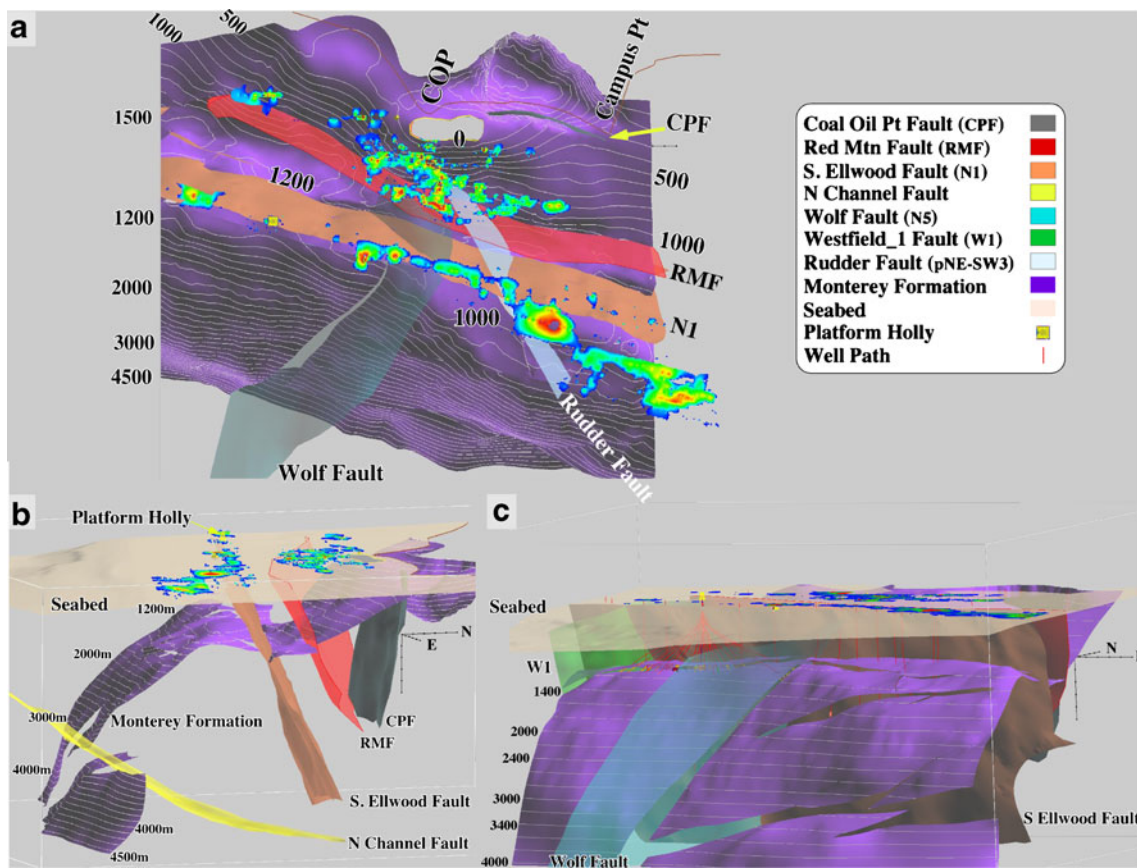 a
1000
500
COP
Campus Pt
1500
CPF
0
500
1200
1200
1000
RMF
2000
N1
1000
3000
4500
Rudder Fault
Wolf Fault
Coal Oil Pt Fault (CPF)
Red Mtn Fault (RMF)
S. Ellwood Fault (N1)
N Channel Fault
Wolf Fault (N5)
Westfield_1 Fault (W1)
Rudder Fault (pNE-SW3)
Monterey Formation
Seabed
Platform Holly
Well Path
b
Platform Holly
Seabed
1200m
N
E
2000m
3000m
Monterey Formation
CPF
RMF
4000m
S. Ellwood Fault
4000m
N Channel Fault
4500m
c
Seabed
N
W1
1400
2000
2400
3000
3400
S Ellwood Fault
4000
Wolf Fault